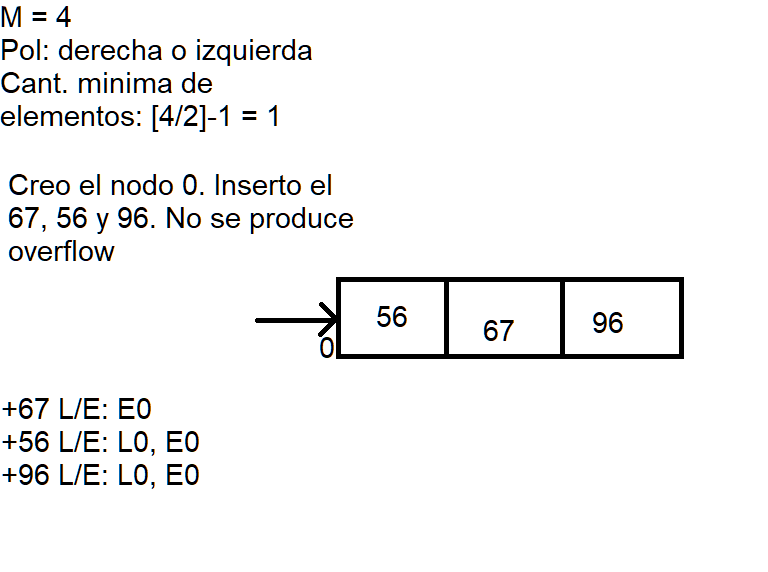 M = 4
Pol: derecha o izquierda
Cant. minima de
elementos: [4/2]-1 = 1
Creo el nodo 0. Inserto el
67, 56 y 96. No se produce
overflow
56 67 96
0
+67 L/E: E0
+56 L/E: L0, E0
+96 L/E: L0, E0